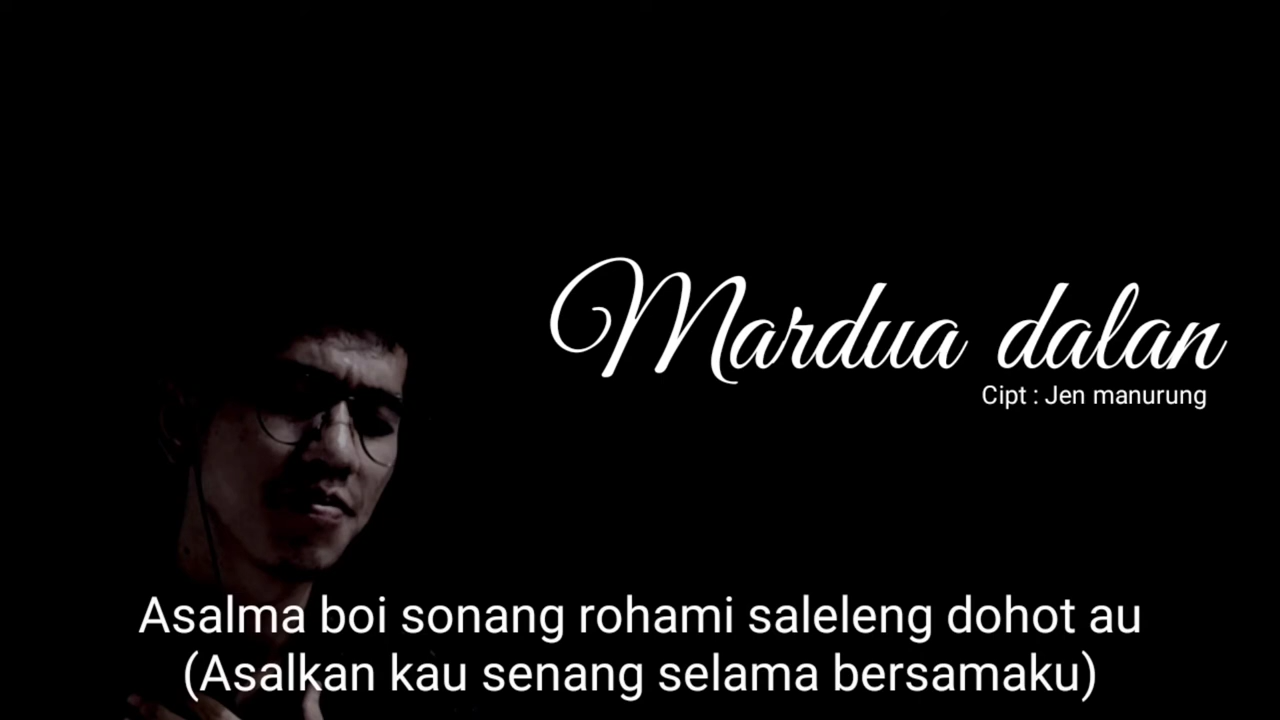 Mardua dalan
Cipt : Jen manurung
Asalma boi sonang rohami saleleng dohot au
(Asalkan kau senang selama bersamaku)